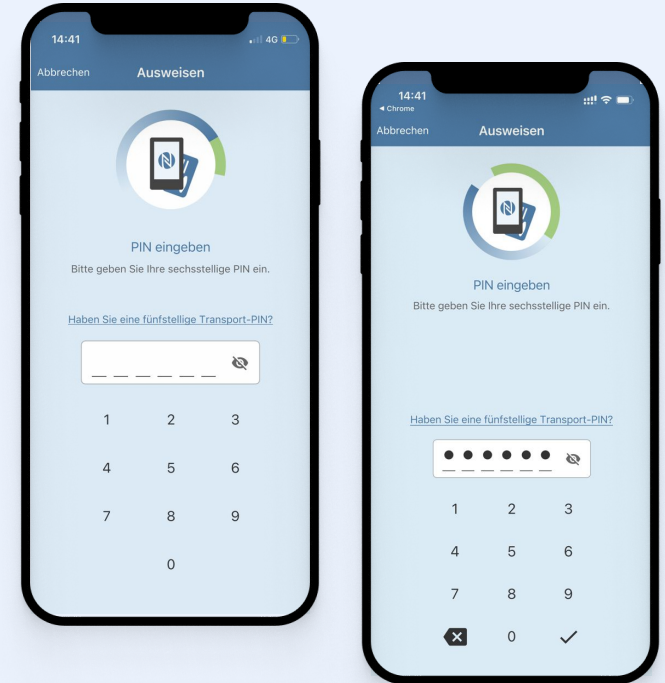 14:41
4G
Abbrechen
Ausweisen
PIN eingeben
Bitte geben Sie Ihre sechsstellige PIN ein.
Haben Sie eine fünfstellige Transport-PIN?
1 2 3
4 5 6
7 8 9
0
14:41
◄ Chrome
Abbrechen
Ausweisen
PIN eingeben
Bitte geben Sie Ihre sechsstellige PIN ein.
Haben Sie eine fünfstellige Transport-PIN?
1 2 3
4 5 6
7 8 9
0